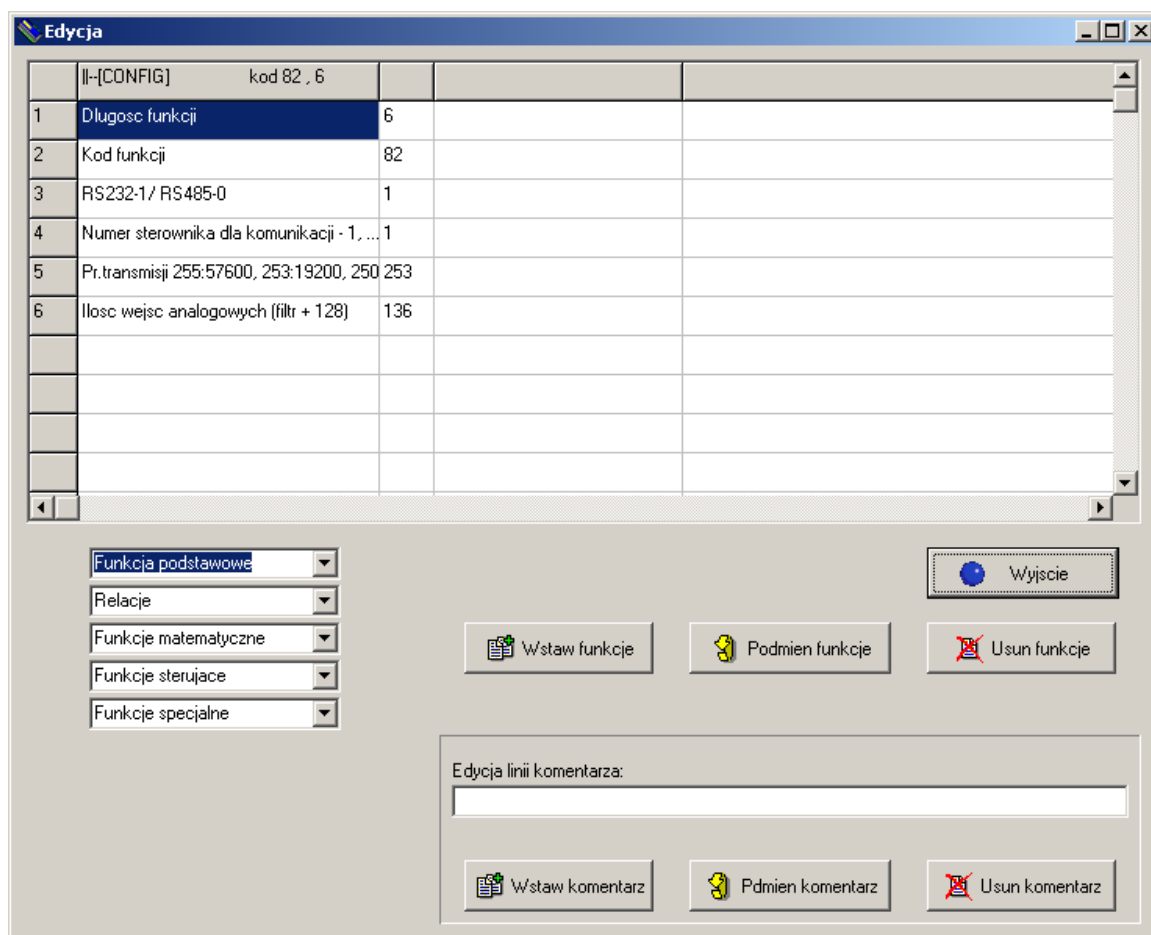 Edycja
||--[CONFIG] kod 82 , 6
1 Dlugosc funkcji 6
2 Kod funkcji 82
3 RS232-1/ RS485-0 1
4 Numer sterownika dla komunikacji - 1, ... 1
5 Pr.transmisji 255:57600, 253:19200, 250 253
6 Ilosc wejsc analogowych (filtr + 128) 136
Funkcja podstawowe
Wyjscie
Relacje
Funkcje matematyczne
Wstaw funkcje Podmien funkcje Usun funkcje
Funkcje sterujace
Funkcje specjalne
Edycja linii komentarza:
Wstaw komentarz Pdmien komentarz Usun komentarz